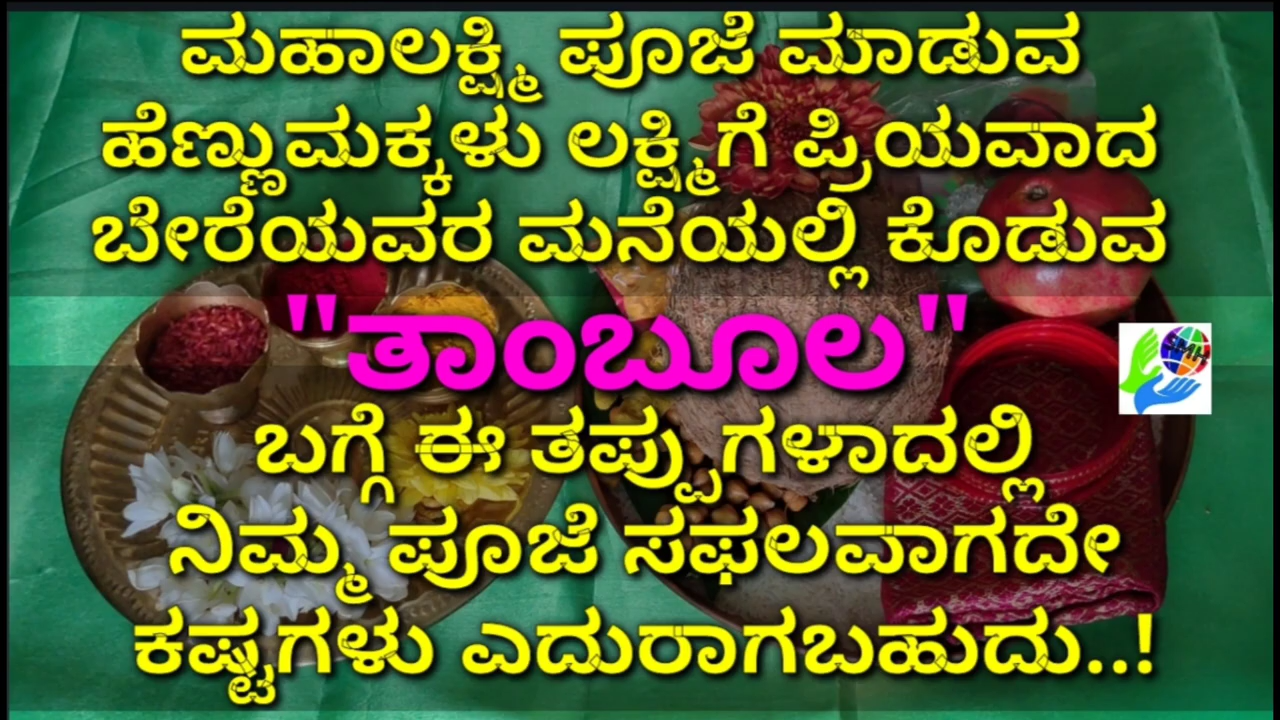 ಮಹಾಲಕ್ಷ್ಮಿ ಪೂಜೆ ಮಾಡುವ
ಹೆಣ್ಣುಮಕ್ಕಳು ಲಕ್ಷ್ಮಿಗೆ ಪ್ರಿಯವಾದ
ಬೇರೆಯವರ ಮನೆಯಲ್ಲಿ ಕೊಡುವ
"ತಾಂಬೂಲ"
SMH
ಬಗ್ಗೆ ಈ ತಪ್ಪುಗಳಾದಲ್ಲಿ
ನಿಮ್ಮ ಪೂಜೆ ಸಫಲವಾಗದೇ
ಕಷ್ಟಗಳು ಎದುರಾಗಬಹುದು..!